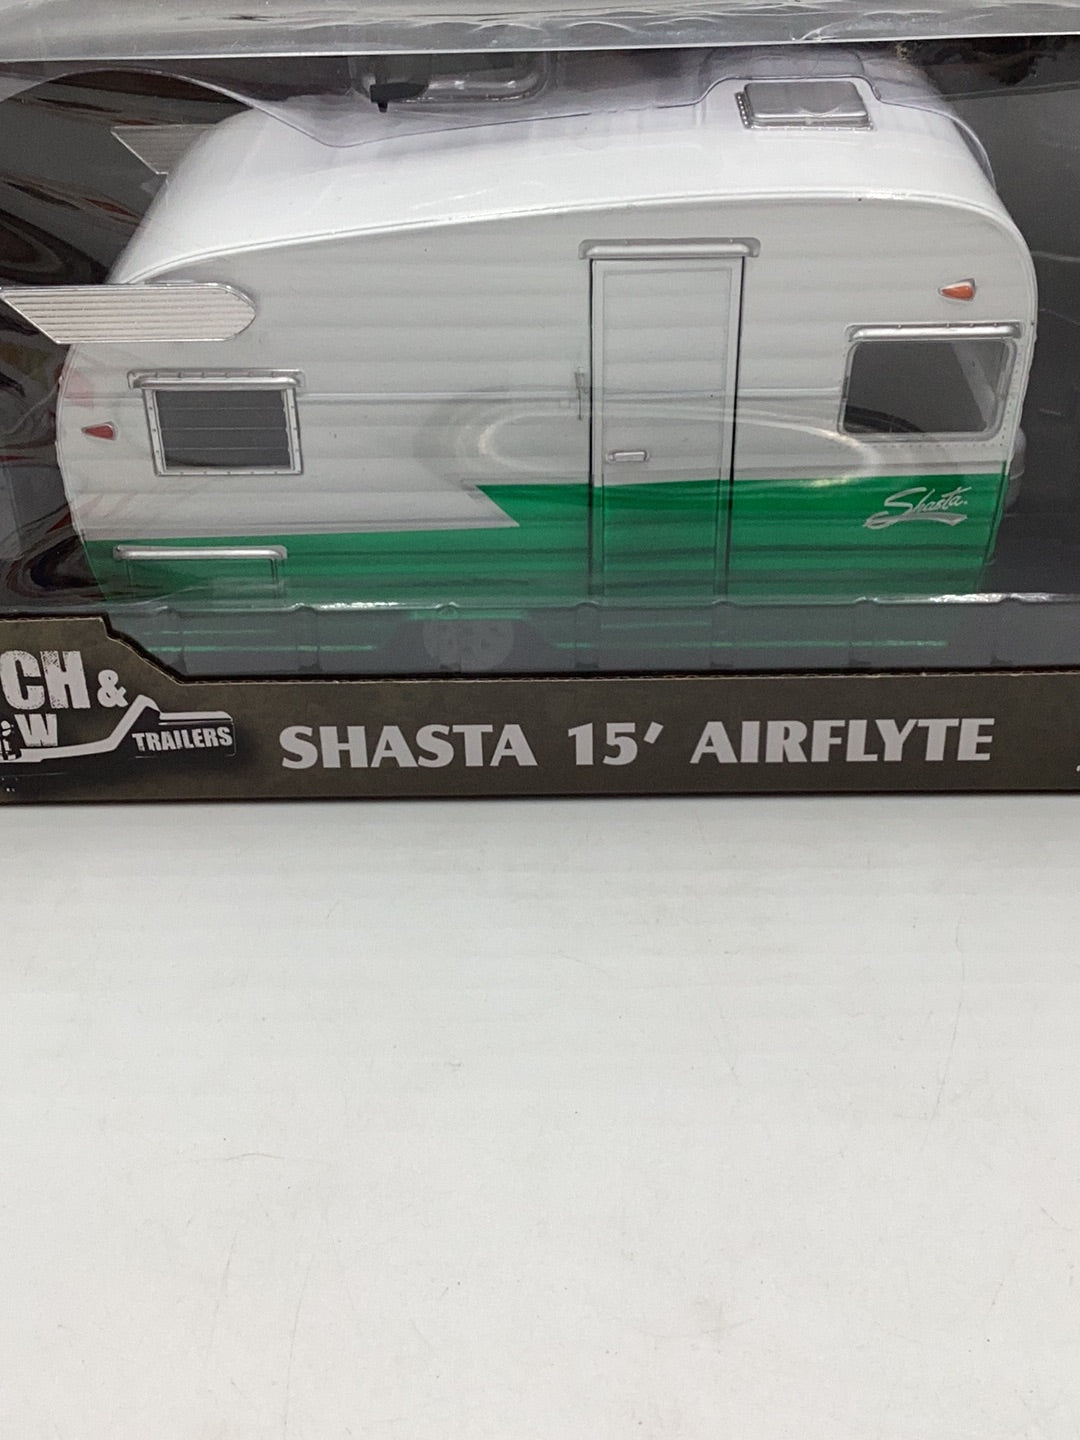 Shasta
CH &
W
TRAILERS
SHASTA 15′ AIRFLYTE